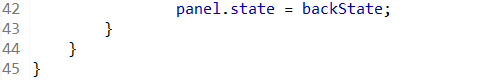 42 panel.state = backState;
43 }
44 }
45 }